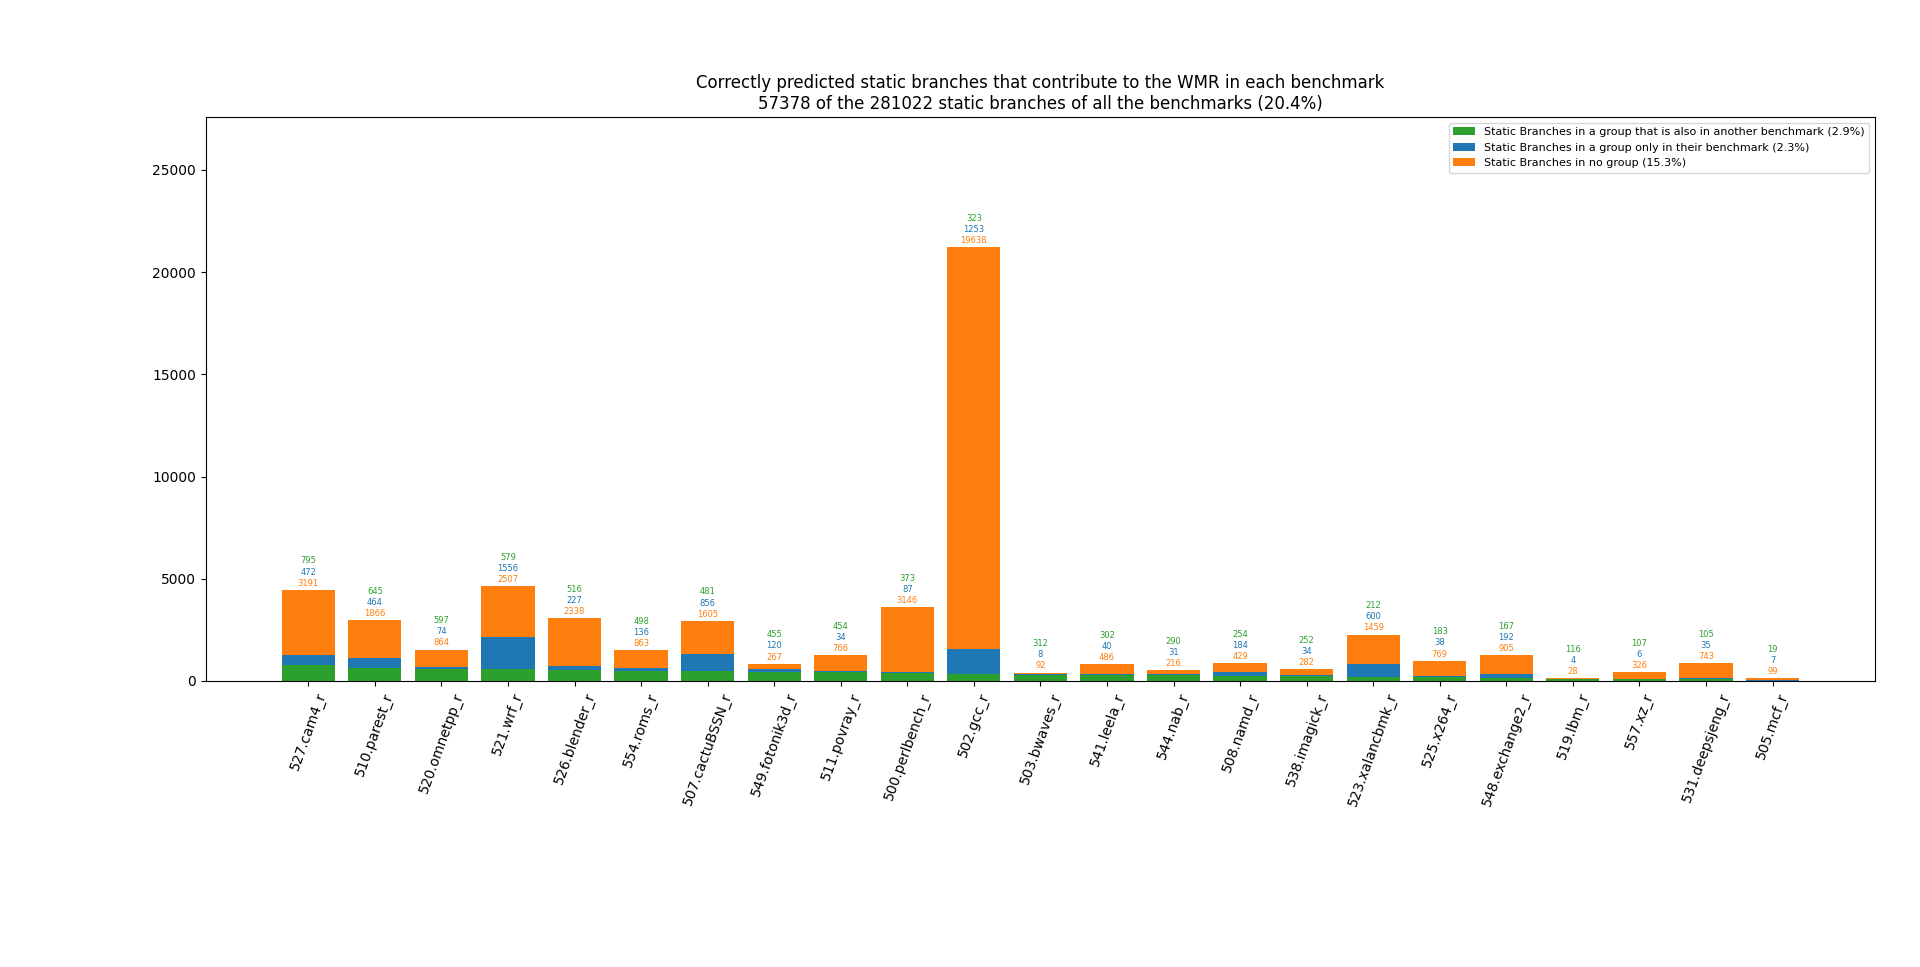 Correctly predicted static branches that contribute to the WMR in each benchmark
57378 of the 281022 static branches of all the benchmarks (20.4%)
Static Branches in a group that is also in another benchmark (2.9%)
Static Branches in a group only in their benchmark (2.3%)
Static Branches in no group (15.3%)
25000
20000
15000
10000
5000
0
795
472
3191
645
464
1866
597
74
864
579
1556
2507
516
227
2338
498
136
863
481
856
1605
455
120
267
454
34
766
373
87
3146
323
1253
19638
312
8
92
302
40
486
290
31
216
254
184
429
252
34
282
212
600
1459
183
38
769
167
192
905
116
4
28
107
6
326
105
35
743
19
7
99
527.cam4_r
510.parest_r
520.omnetpp_r
521.wrf_r
526.blender_r
554.roms_r
507.cactuBSSN_r
549.fotonik3d_r
511.povray_r
500.perlbench_r
502.gcc_r
503.bwaves_r
541.leela_r
544.nab_r
508.namd_r
538.imagick_r
523.xalancbmk_r
525.x264_r
548.exchange2_r
519.lbm_r
557.xz_r
531.deepsjeng_r
505.mcf_r